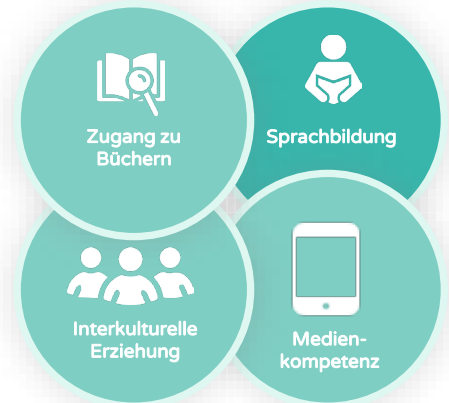 Zugang zu
Büchern
Sprachbildung
Interkulturelle
Erziehung
Medien-
kompetenz